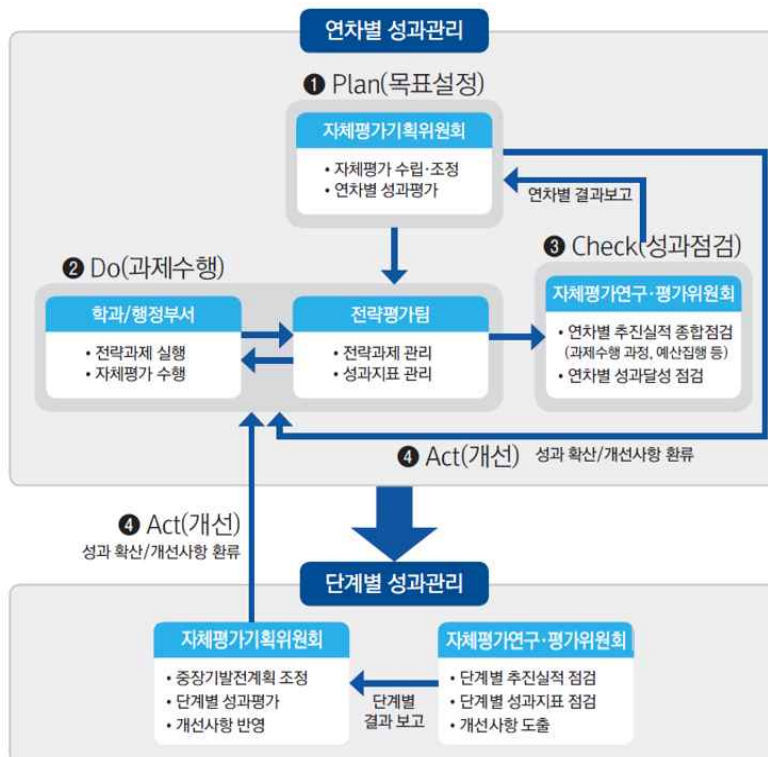 연차별 성과관리
❶ Plan(목표설정)
자체평가기획위원회
• 자체평가 수립·조정
• 연차별 성과평가
연차별 결과보고
❷ Do(과제수행)
학과/행정부서
• 전략과제 실행
• 자체평가 수행
전략평가팀
• 전략과제 관리
• 성과지표 관리
❸ Check(성과점검)
자체평가연구·평가위원회
• 연차별 추진실적 종합점검
(과제수행 과정, 예산집행 등)
• 연차별 성과달성 점검
❹ Act(개선) 성과 확산/개선사항 환류
❹ Act(개선)
성과 확산/개선사항 환류
단계별 성과관리
자체평가기획위원회
• 중장기발전계획 조정
• 단계별 성과평가
• 개선사항 반영
단계별
결과 보고
자체평가연구·평가위원회
• 단계별 추진실적 점검
• 단계별 성과지표 점검
• 개선사항 도출